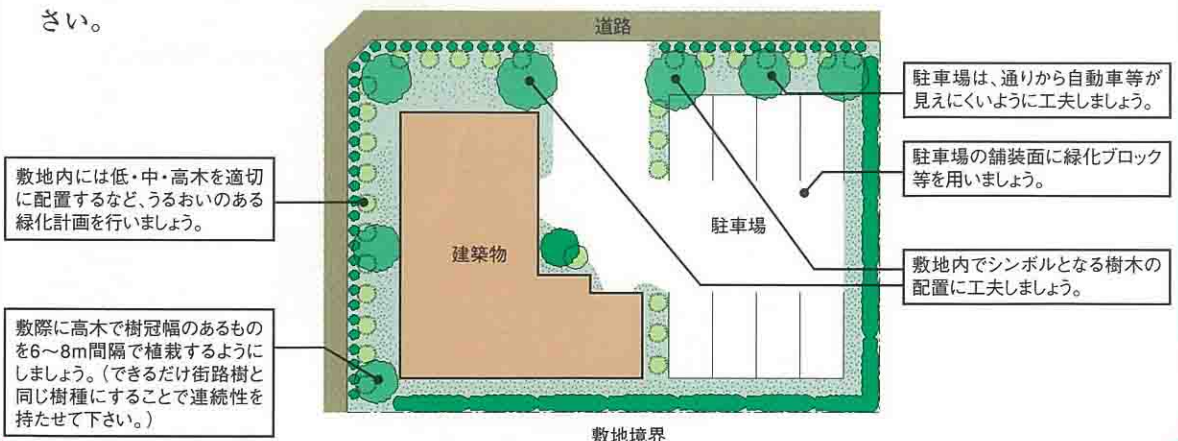 さい。
道路
駐車場は、通りから自動車等が
見えにくいように工夫しましょう。
駐車場の舗装面に緑化ブロック
等を用いましょう。
敷地内には低・中・高木を適切
に配置するなど、うるおいのある
緑化計画を行いましょう。
駐車場
建築物
敷地内でシンボルとなる樹木の
配置に工夫しましょう。
敷際に高木で樹冠幅のあるもの
を6〜8m間隔で植栽するように
しましょう。（できるだけ街路樹と
同じ樹種にすることで連続性を
持たせて下さい。）
敷地境界